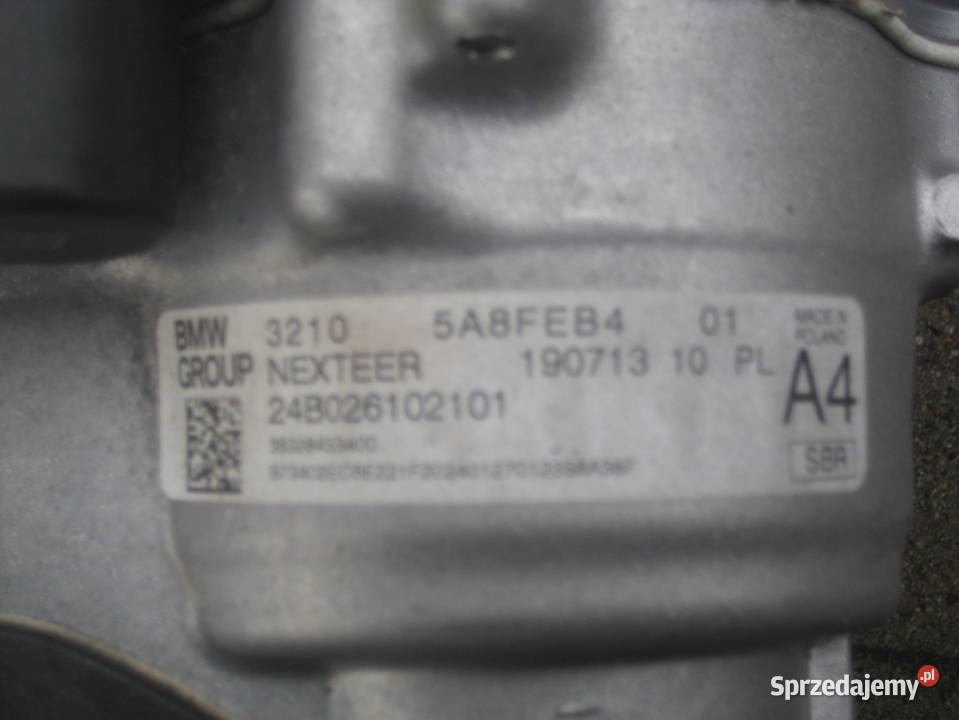 BMW 3210 5A8FEB4 01 MADE IN
POLAND
GROUP NEXTEER 190713 10 PL A4
24B026102101
SBR
Sprzedajemy.pl